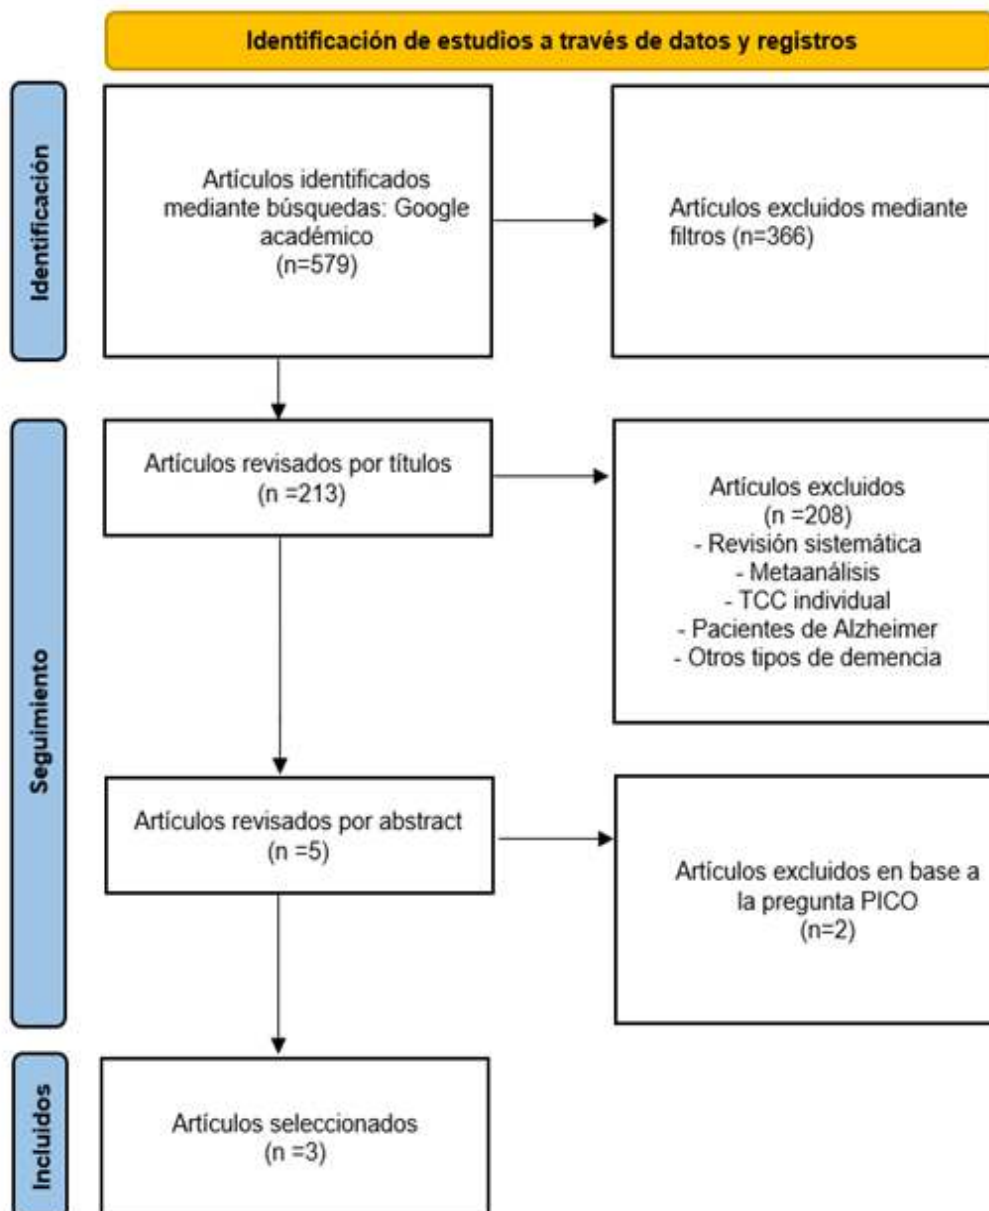 Identificación de estudios a través de datos y registros
Identificación
Artículos identificados
mediante búsquedas: Google
académico
(n=579)
Artículos excluidos mediante
filtros (n=366)
Seguimiento
Artículos revisados por títulos
(n =213)
Artículos excluidos
(n =208)
- Revisión sistemática
- Metaanálisis
- TCC individual
- Pacientes de Alzheimer
- Otros tipos de demencia
Artículos revisados por abstract
(n =5)
Artículos excluidos en base a
la pregunta PICO
(n=2)
Incluidos
Artículos seleccionados
(n =3)